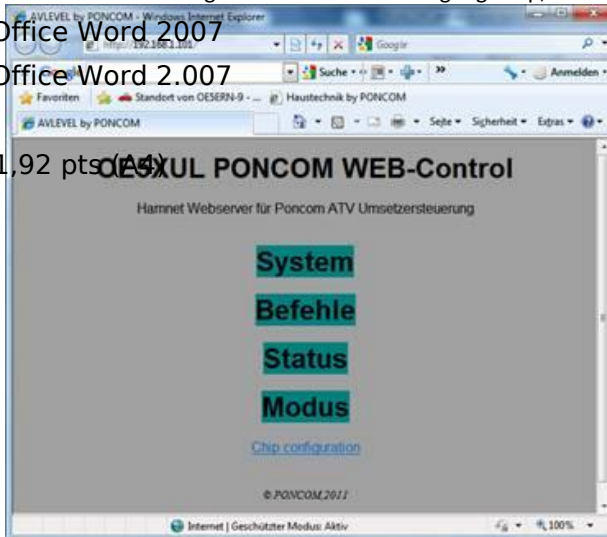 AVLEVEL by PONCOM - Windows Internet Explorer
Office Word 2007
http://192.168.1.101/
Google
Office Word 2.007
Suche
Anmelden
Favoriten
Standort von OE5ERN-9 - ...
Haustechnik by PONCOM
AVLEVEL by PONCOM
Seite
Sicherheit
Extras
1,92 pts (A4)
OE5XUL PONCOM WEB-Control
Hamnet Webserver für Poncom ATV Umsetzersteuerung
System
Befehle
Status
Modus
Chip configuration
© PONCOM,2011
Internet | Geschützter Modus: Aktiv
100%